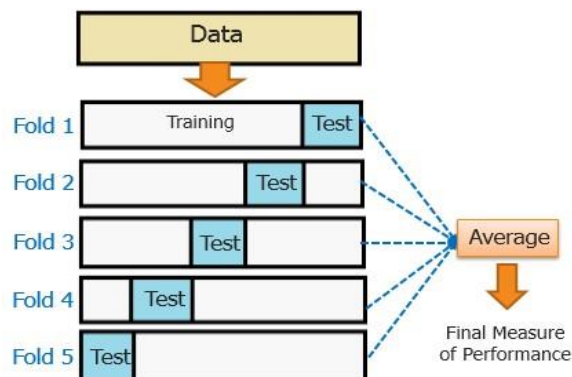 Data
Fold 1
Training
Test
Fold 2
Test
Fold 3
Test
Fold 4
Test
Fold 5
Test
Average
Final Measure
of Performance